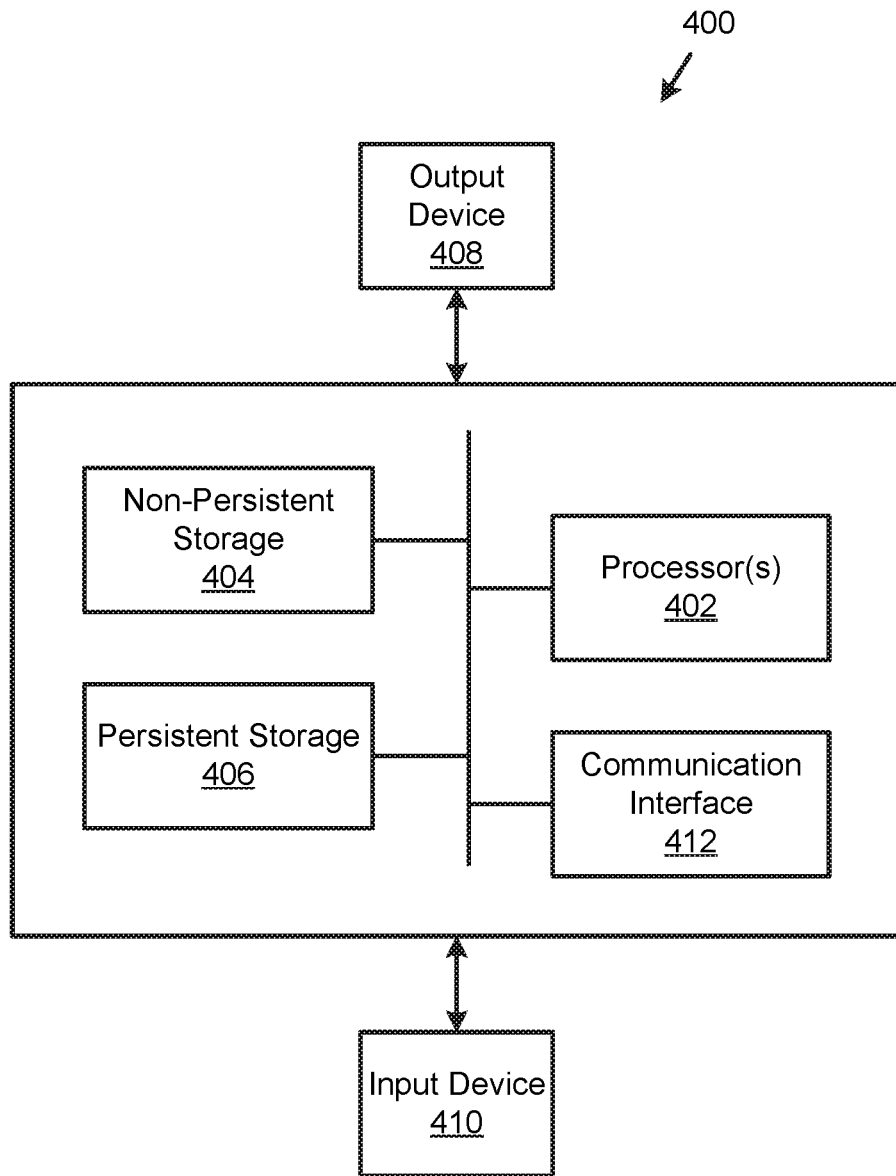 400
Output
Device
408
Non-Persistent
Storage
404
Processor(s)
402
Persistent Storage
406
Communication
Interface
412
Input Device
410